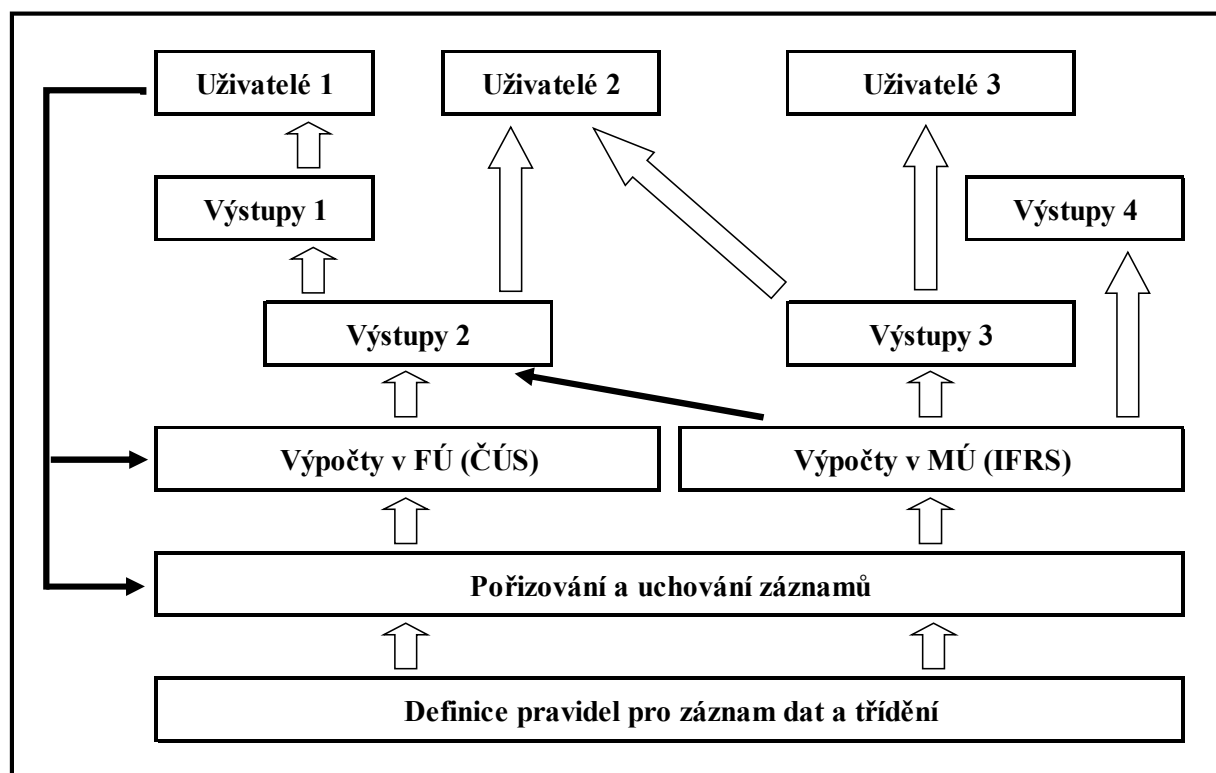 Uživatelé 1
Uživatelé 2
Uživatelé 3
Výstupy 1
Výstupy 4
Výstupy 2
Výstupy 3
Výpočty v FÚ (ČÚS)
Výpočty v MÚ (IFRS)
Pořizování a uchování záznamů
Definice pravidel pro záznam dat a třídění